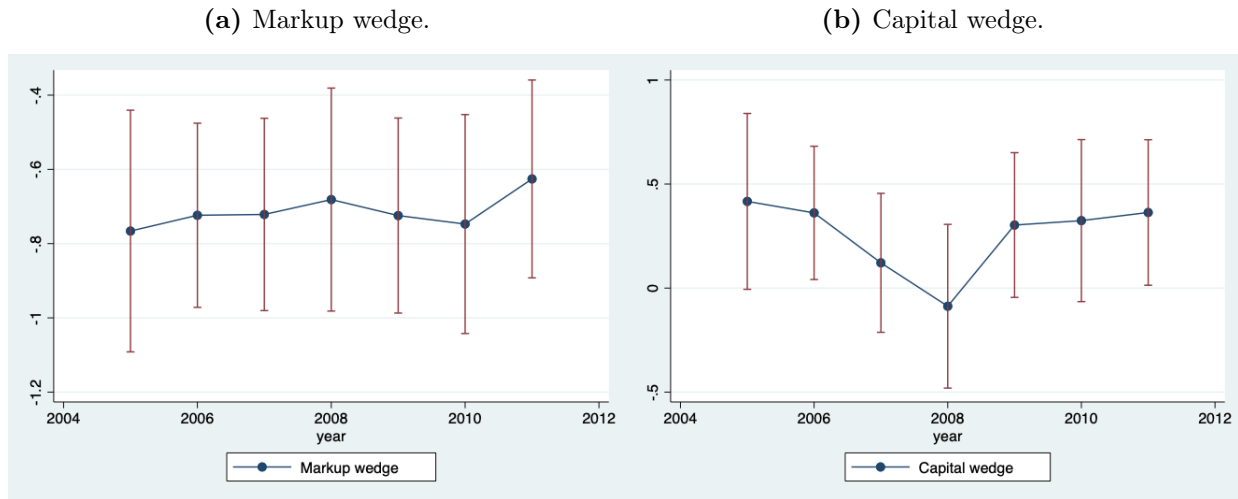 (a) Markup wedge.
-.4
-.6
-.8
-1
-1.2
2004 2006 2008 2010 2012
year
Markup wedge
(b) Capital wedge.
1
.5
0
-.5
2004 2006 2008 2010 2012
year
Capital wedge